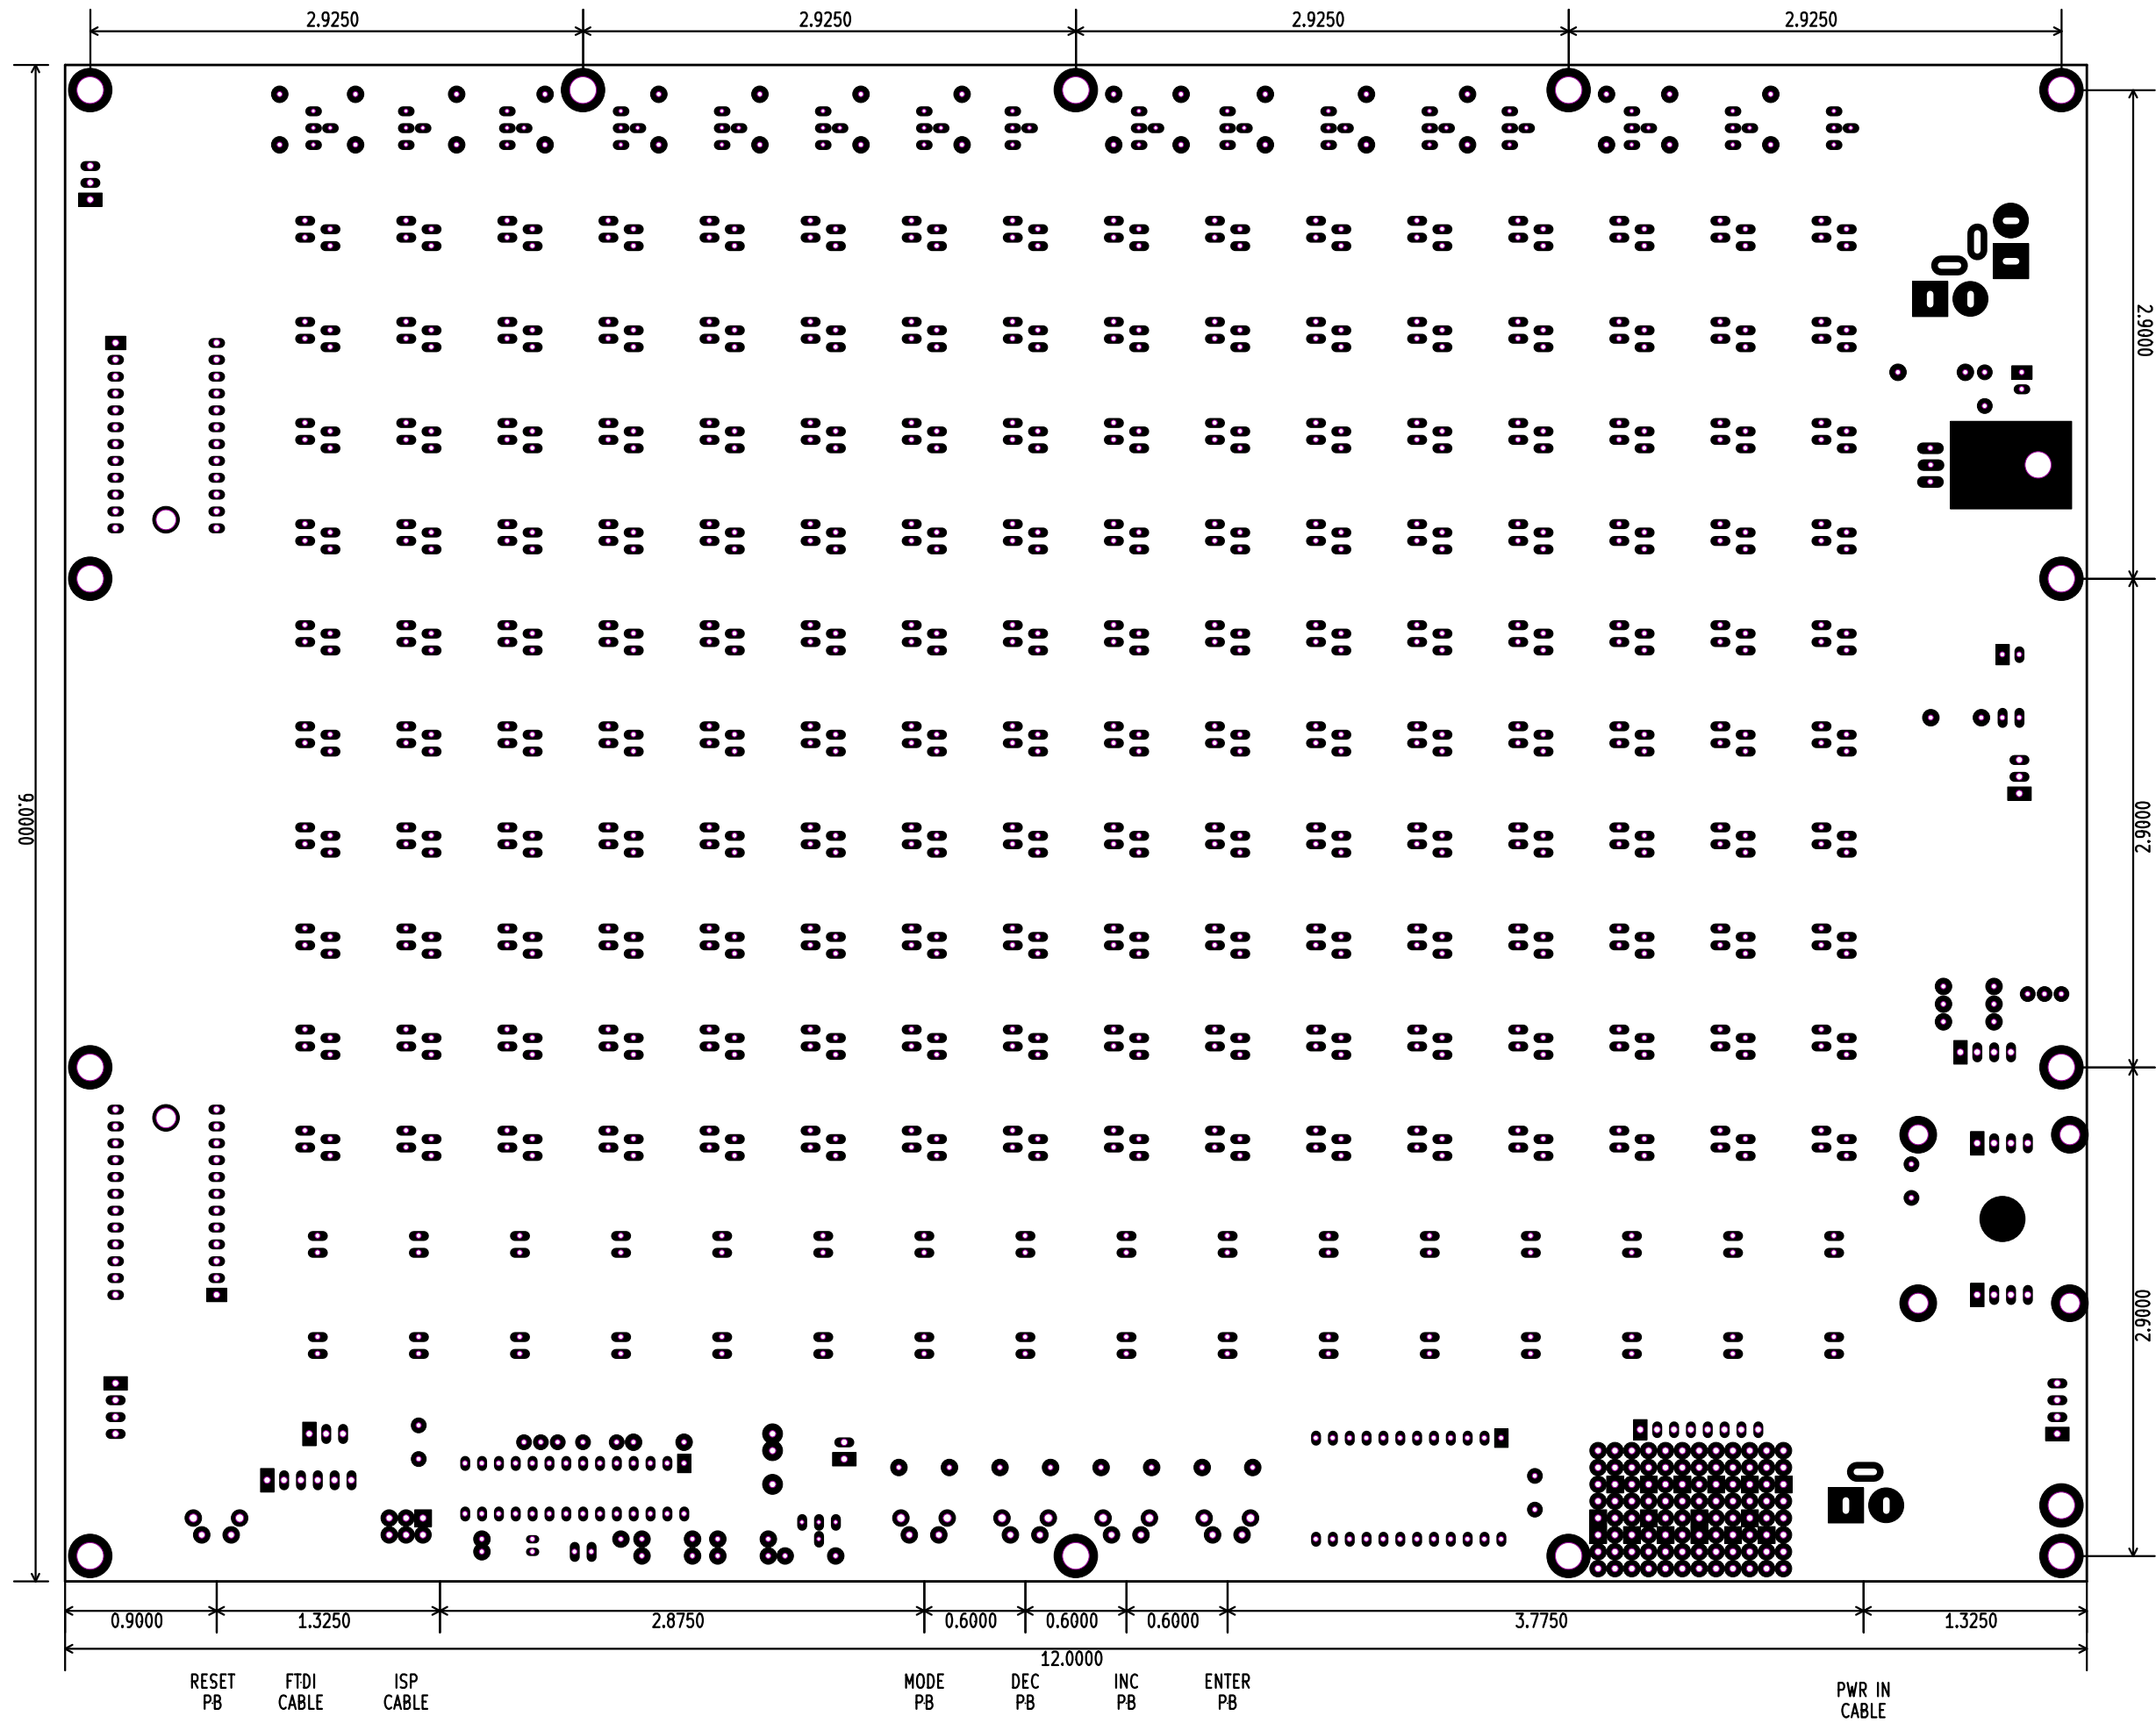 2.9250 2.9250 2.9250 2.9250
2.9000
9.0000
2.9000
2.9000
0.9000 1.3250 2.8750 0.6000 0.6000 0.6000 3.7750 1.3250
12.0000
RESET FTDI ISP MODE DEC INC ENTER PWR IN
PB CABLE CABLE PB PB PB PB CABLE